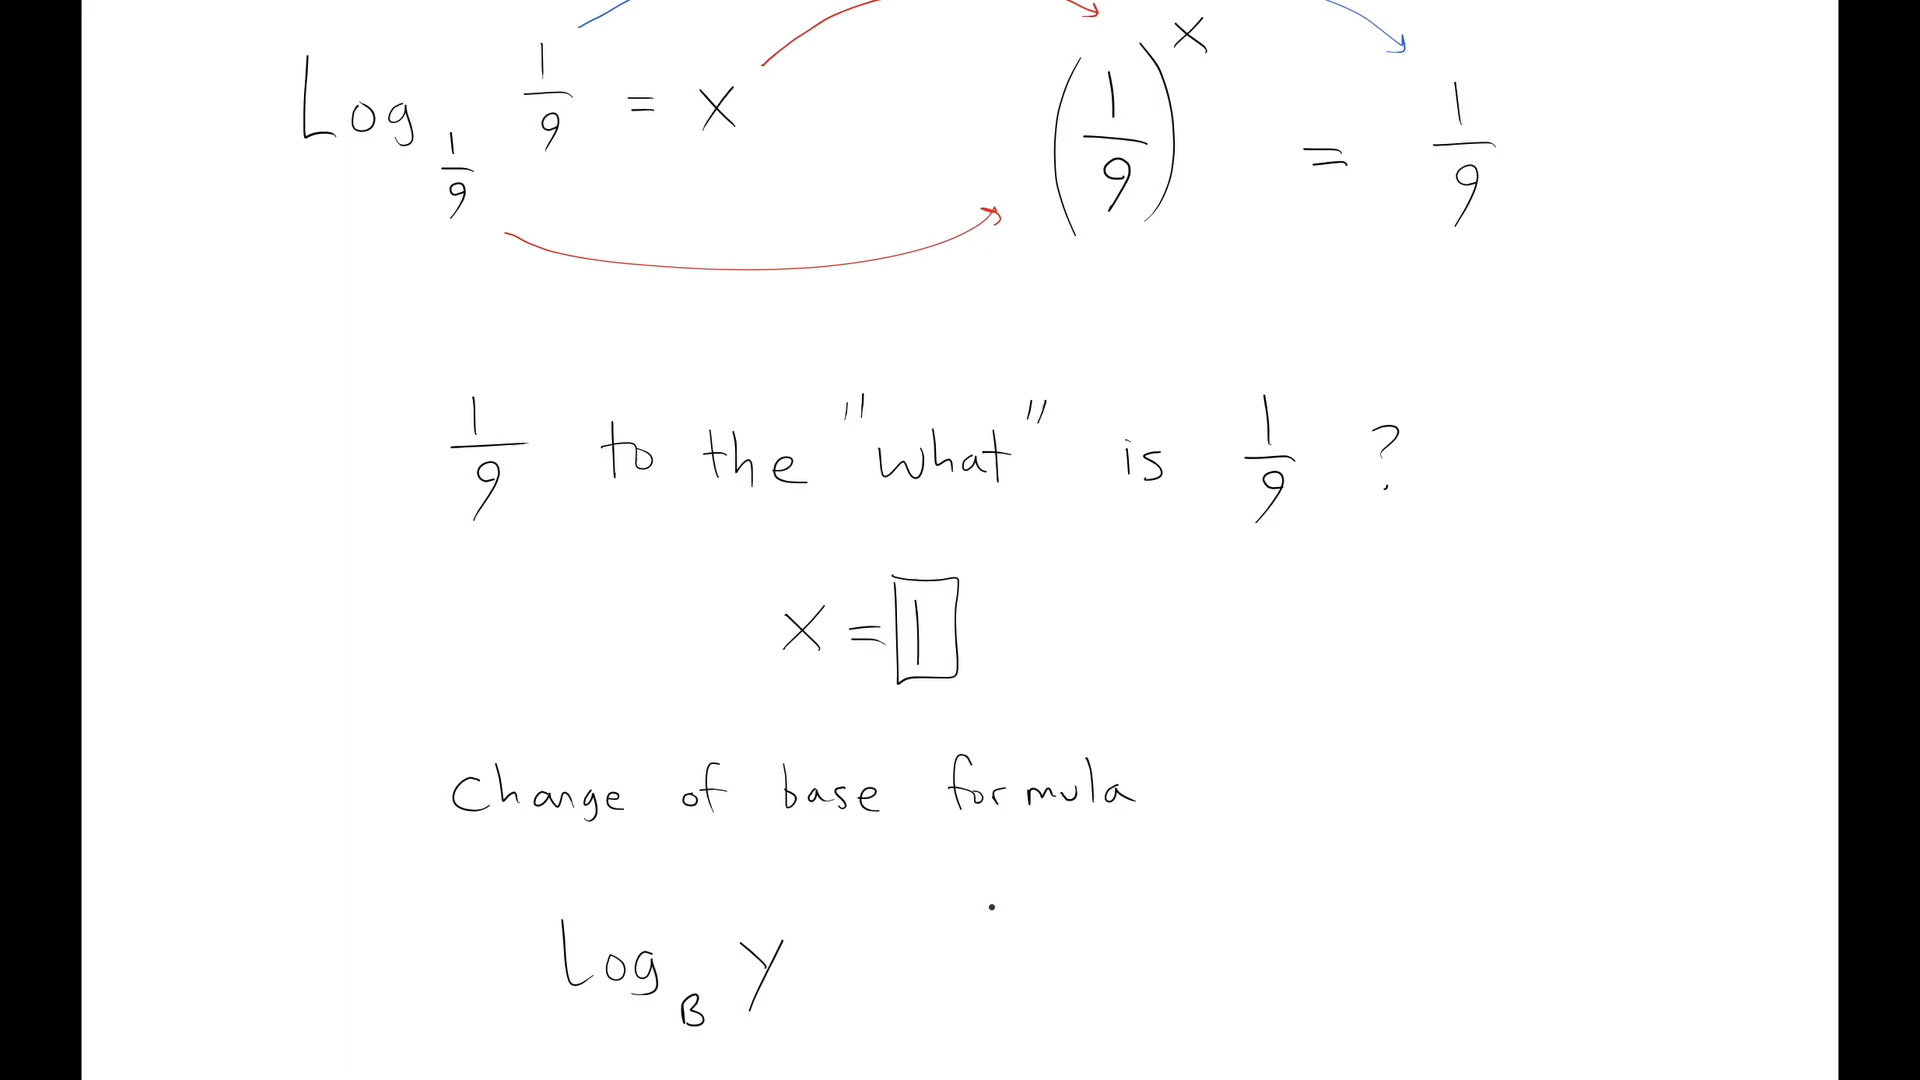 Log_{1/9} 1/9 = x    (1/9)^x = 1/9
1/9 to the "what" is 1/9 ?
x = 1
Change of base formula
Log_B y